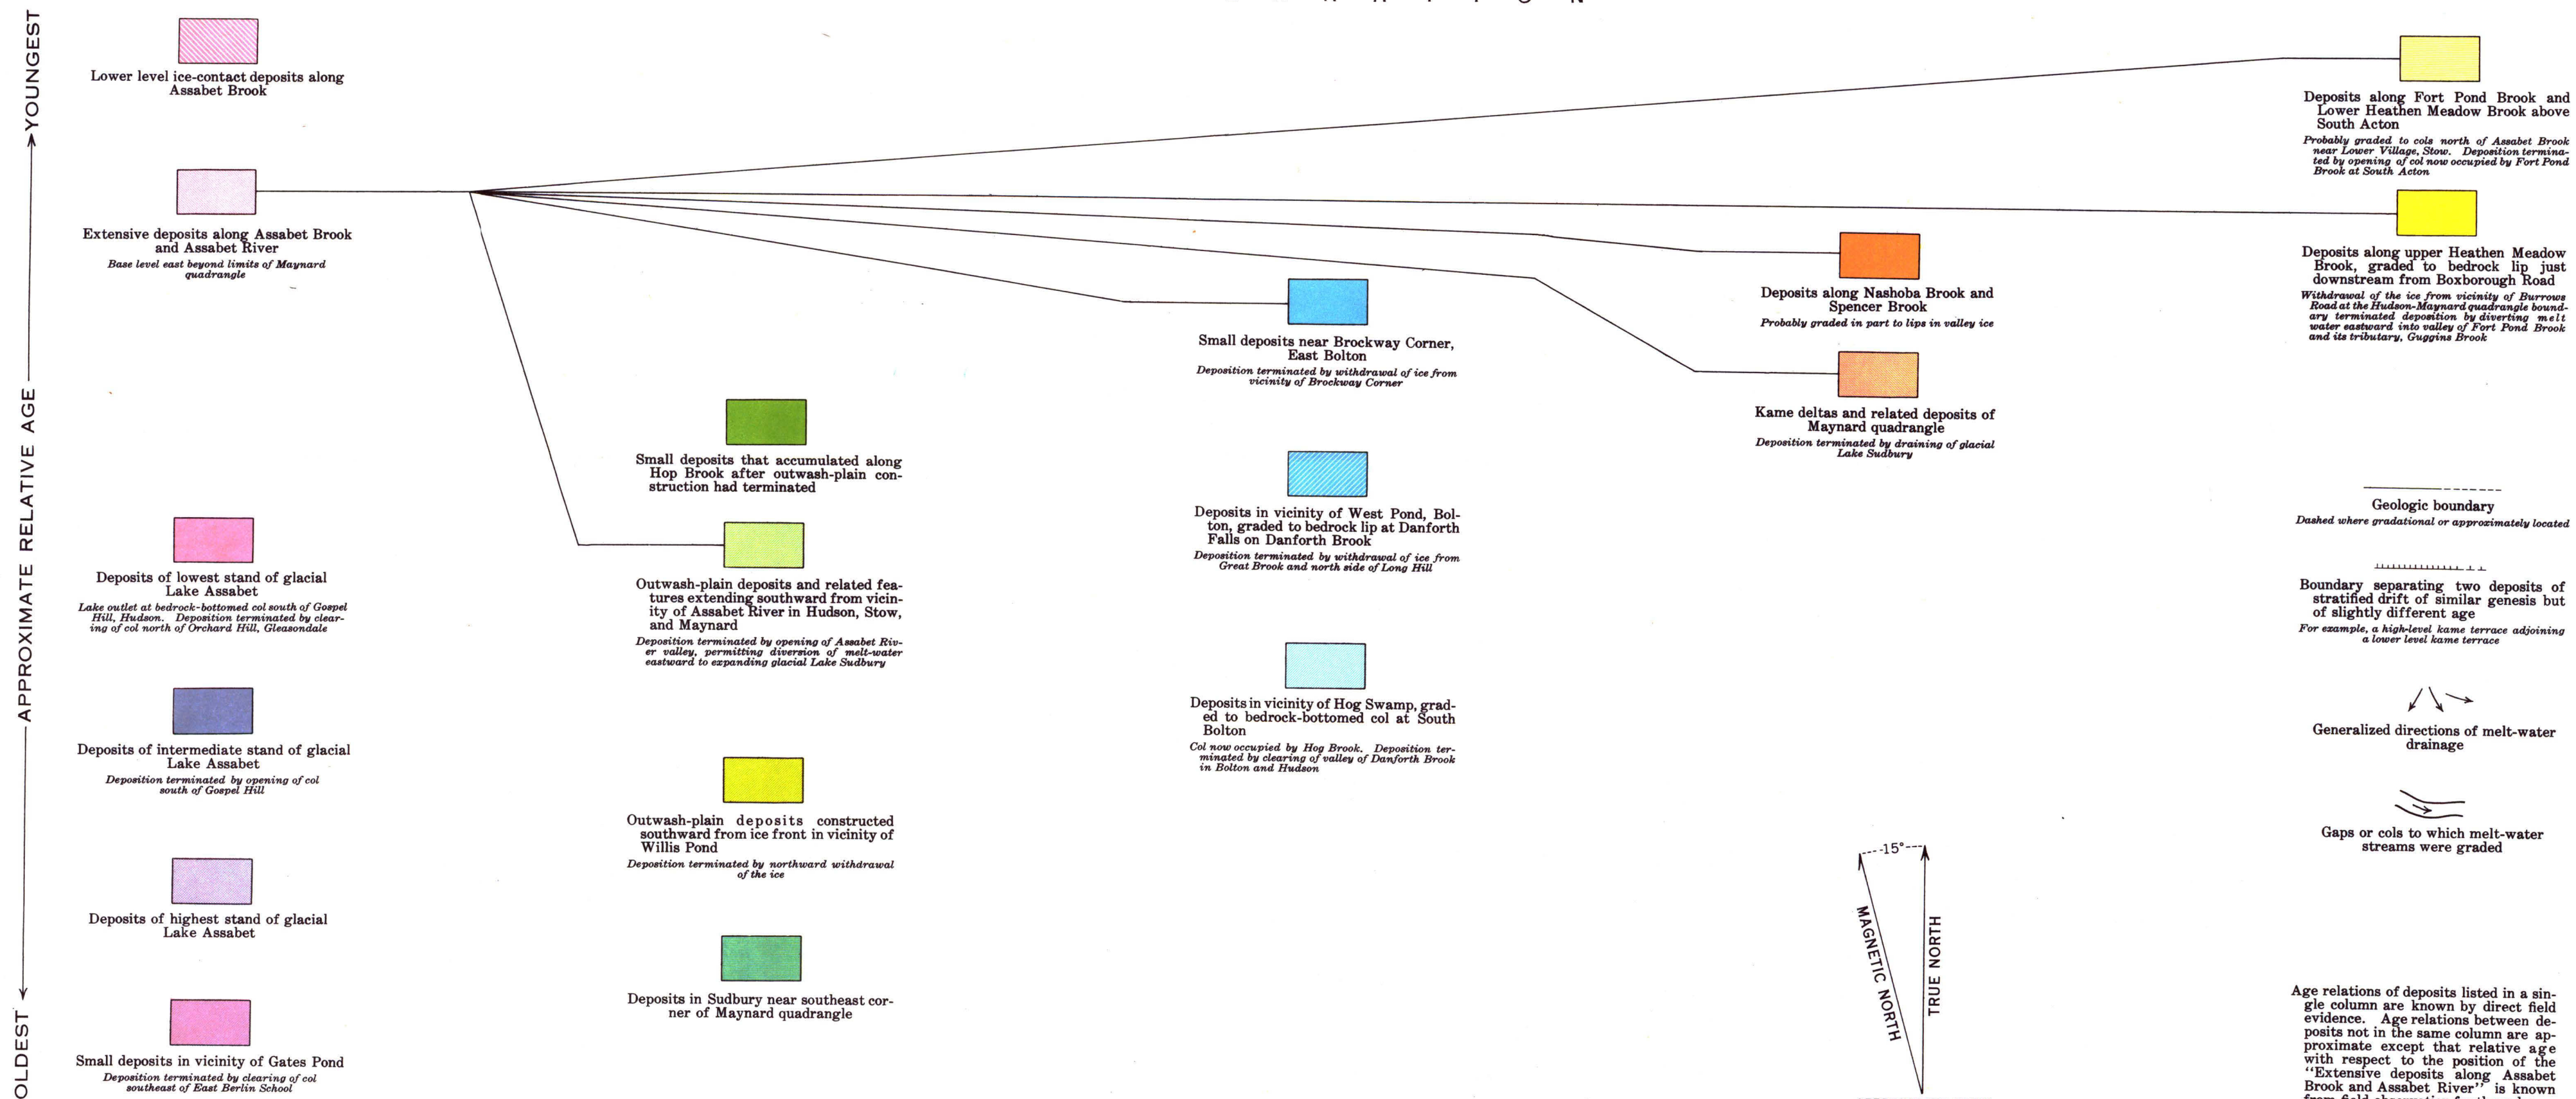 YOUNGEST
APPROXIMATE RELATIVE AGE
OLDEST
Lower level ice-contact deposits along
Assabet Brook
Extensive deposits along Assabet Brook
and Assabet River
Base level east beyond limits of Maynard
quadrangle
Deposits of lowest stand of glacial
Lake Assabet
Lake outlet at bedrock-bottomed col south of Gospel
Hill, Hudson. Deposition terminated by clear-
ing of col north of Orchard Hill, Gleasondale
Deposits of intermediate stand of glacial
Lake Assabet
Deposition terminated by opening of col
south of Gospel Hill
Deposits of highest stand of glacial
Lake Assabet
Small deposits in vicinity of Gates Pond
Deposition terminated by clearing of col
southeast of East Berlin School
Small deposits that accumulated along
Hop Brook after outwash-plain con-
struction had terminated
Outwash-plain deposits and related fea-
tures extending southward from vicin-
ity of Assabet River in Hudson, Stow,
and Maynard
Deposition terminated by opening of Assabet Riv-
er valley, permitting diversion of melt-water
eastward to expanding glacial Lake Sudbury
Outwash-plain deposits constructed
southward from ice front in vicinity of
Willis Pond
Deposition terminated by northward withdrawal
of the ice
Deposits in Sudbury near southeast cor-
ner of Maynard quadrangle
Small deposits near Brockway Corner,
East Bolton
Deposition terminated by withdrawal of ice from
vicinity of Brockway Corner
Deposits in vicinity of West Pond, Bol-
ton, graded to bedrock lip at Danforth
Falls on Danforth Brook
Deposition terminated by withdrawal of ice from
Great Brook and north side of Long Hill
Deposits in vicinity of Hog Swamp, grad-
ed to bedrock-bottomed col at South
Bolton
Col now occupied by Hog Brook. Deposition ter-
minated by clearing of valley of Danforth Brook
in Bolton and Hudson
Deposits along Nashoba Brook and
Spencer Brook
Probably graded in part to lips in valley ice
Kame deltas and related deposits of
Maynard quadrangle
Deposition terminated by draining of glacial
Lake Sudbury
15°
MAGNETIC NORTH
TRUE NORTH
Deposits along Fort Pond Brook and
Lower Heathen Meadow Brook above
South Acton
Probably graded to cols north of Assabet Brook
near Lower Village, Stow. Deposition termina-
ted by opening of col now occupied by Fort Pond
Brook at South Acton
Deposits along upper Heathen Meadow
Brook, graded to bedrock lip just
downstream from Boxborough Road
Withdrawal of the ice from vicinity of Burrows
Road at the Hudson-Maynard quadrangle bound-
ary terminated deposition by diverting melt
water eastward into valley of Fort Pond Brook
and its tributary, Guggins Brook
Geologic boundary
Dashed where gradational or approximately located
Boundary separating two deposits of
stratified drift of similar genesis but
of slightly different age
For example, a high-level kame terrace adjoining
a lower level kame terrace
Generalized directions of melt-water
drainage
Gaps or cols to which melt-water
streams were graded
Age relations of deposits listed in a sin-
gle column are known by direct field
evidence. Age relations between de-
posits not in the same column are ap-
proximate except that relative age
with respect to the position of the
"Extensive deposits along Assabet
Brook and Assabet River" is known